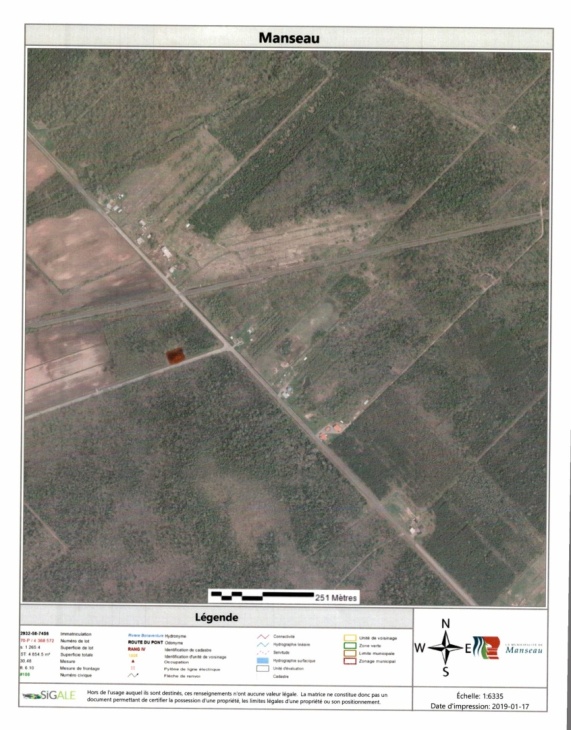 Manseau
251 Mètres
Légende
2932-58-7458 Immatriculation
Numéro de lot
Superficie de lot
Superficie totale
Mesure
Mesure de frontage
Numéro civique
Hydronyme
ROUTE DU PONT Odonyme
RANG IV Identification de cadastre
Identification d'unité de voisinage
Occupation
Pylône de ligne électrique
Flèche de renvoi
Connectivité
Hydrographie linéaire
Servitude
Hydrographie surfacique
Unité d'évaluation
Cadastre
Unité de voisinage
Zone verte
Limite municipale
Zonage municipal
N
W E
S
Manseau
SiGALE
Hors de l'usage auquel ils sont destinés, ces renseignements n'ont aucune valeur légale. La matrice ne constitue donc pas un
document permettant de certifier la possession d'une propriété, les limites légales d'une propriété ou son positionnement.
Échelle: 1:6335
Date d'impression: 2019-01-17